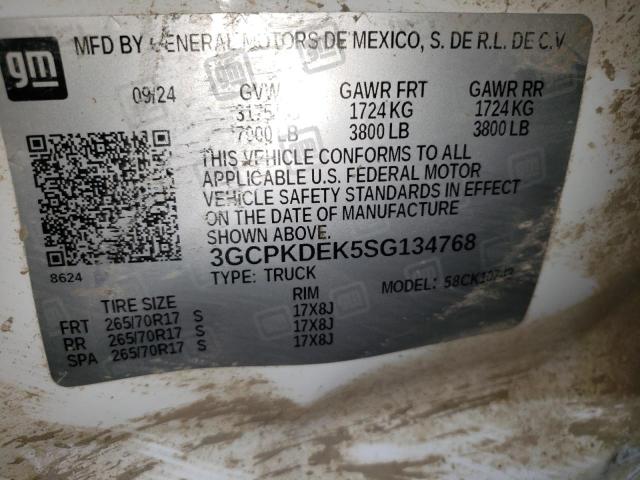 gm
MFD BY GENERAL MOTORS DE MEXICO, S. DE R.L. DE C.V
09/24 GVW GAWR FRT GAWR RR
1724 KG 1724 KG
7000 LB 3800 LB 3800 LB
THIS VEHICLE CONFORMS TO ALL
APPLICABLE U.S. FEDERAL MOTOR
VEHICLE SAFETY STANDARDS IN EFFECT
ON THE DATE OF MANUFACTURE
SHOWN ABOVE.
3GCPKDEK5SG134768
8624
TYPE: TRUCK MODEL:
TIRE SIZE RIM
FRT 265/70R17 S 17X8J
RR 265/70R17 S 17X8J
SPA 265/70R17 S 17X8J